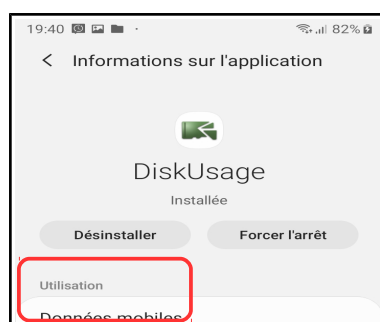 19:40 82%
Informations sur l'application
DiskUsage
Installée
Désinstaller Forcer l'arrêt
Utilisation
Données mobiles